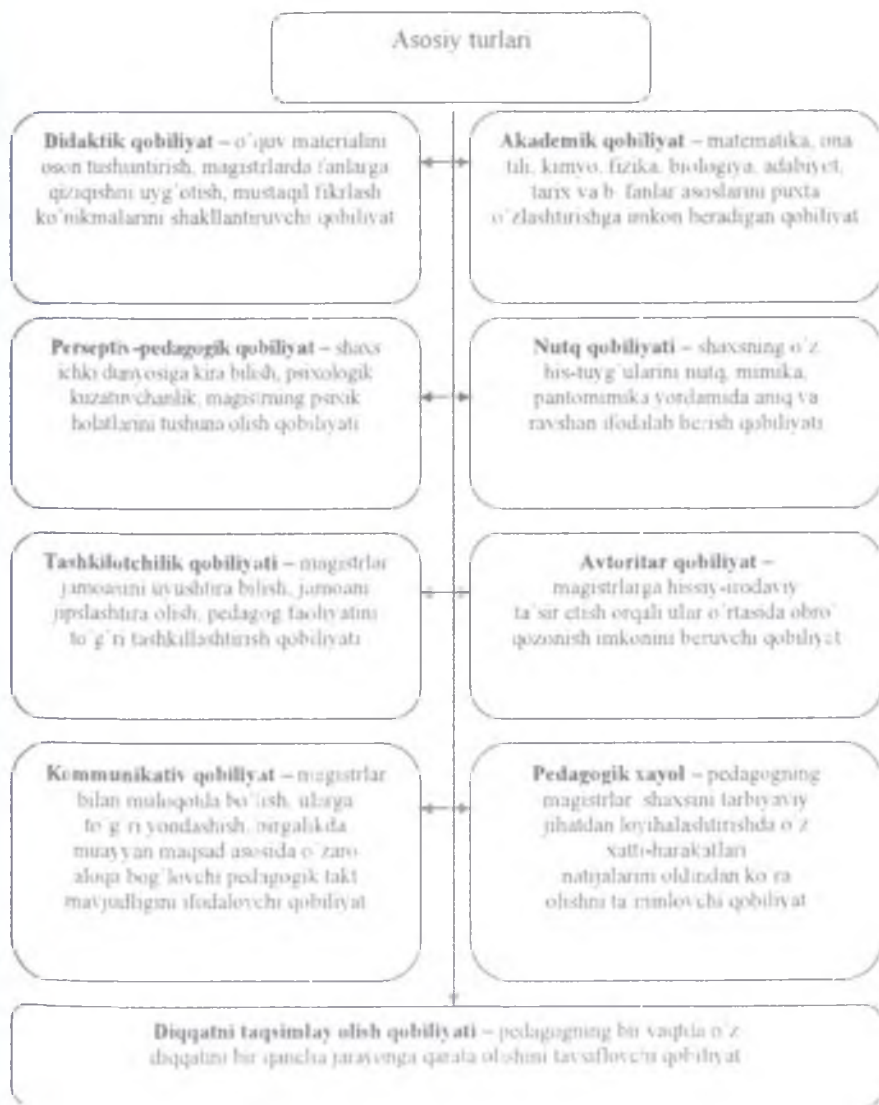 Asosiy turlari
Didaktik qobiliyat – o`quv materialini
oson tushuntirish, magistrlarda fanlarga
qiziqishni uyg`otish, mustaqil fikrlash
ko`nikmalarini shakllantiruvchi qobiliyat
Akademik qobiliyat – matematika, ona
tili, kimyo, fizika, biologiya, adabiyot,
tarix va b. fanlar asoslarini puxta
o`zlashtirishga imkon beradigan qobiliyat
Perseptiv-pedagogik qobiliyat – shaxs
ichki dunyosiga kira bilish, psixologik
kuzatuvchanlik, magistrning psixik
holatlarini tushuna olish qobiliyati
Nutq qobiliyati – shaxsning o`z
his-tuyg`ularini nutq, mimika,
pantomimika yordamida aniq va
ravshan ifodalab berish qobiliyati
Tashkilotchilik qobiliyati – magistrlar
jamoasini uyushtira bilish, jamoani
jipslashtira olish, pedagog faoliyatini
to`g`ri tashkillashtirish qobiliyati
Avtoritar qobiliyat –
magistrlarga hissiy-irodaviy
ta`sir etish orqali ular o`rtasida obro`
qozonish imkonini beruvchi qobiliyat
Kommunikativ qobiliyat – magistrlar
bilan muloqotda bo`lish, ularga
to`g`ri yondashish, birgalikda
muayyan maqsad asosida o`zaro
aloqa bog`lovchi pedagogik takt
mavjudligini ifodalovchi qobiliyat
Pedagogik xayol – pedagogning
magistrlar shaxsini tarbiyaviy
jihatdan loyihalashtirishda o`z
xatti-harakatlari
natijalarini oldindan ko`ra
olishni ta`minlovchi qobiliyat
Diqqatni taqsimlay olish qobiliyati – pedagogning bir vaqtda o`z
diqqatini bir qancha jarayonga qarata olishini tavsiflovchi qobiliyat